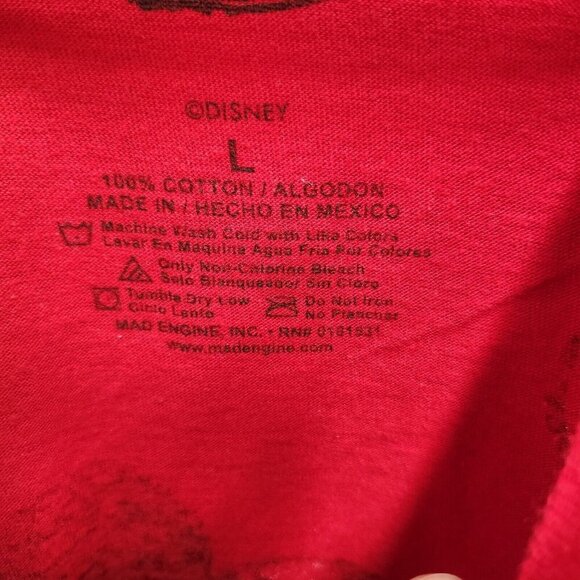 ©DISNEY
L
100% COTTON / ALGODON
MADE IN / HECHO EN MEXICO
Machine Wash Cold with Like Colors
Lavar En Maquina Agua Fria Por Colores
Only Non-Chlorine Bleach
Solo Blanqueador/ Sin Cloro
Tumble Dry Low
Ciclo Lento
Do Not Iron
No Planchar
MAD ENGINE, INC. • RN#
www.madengine.com